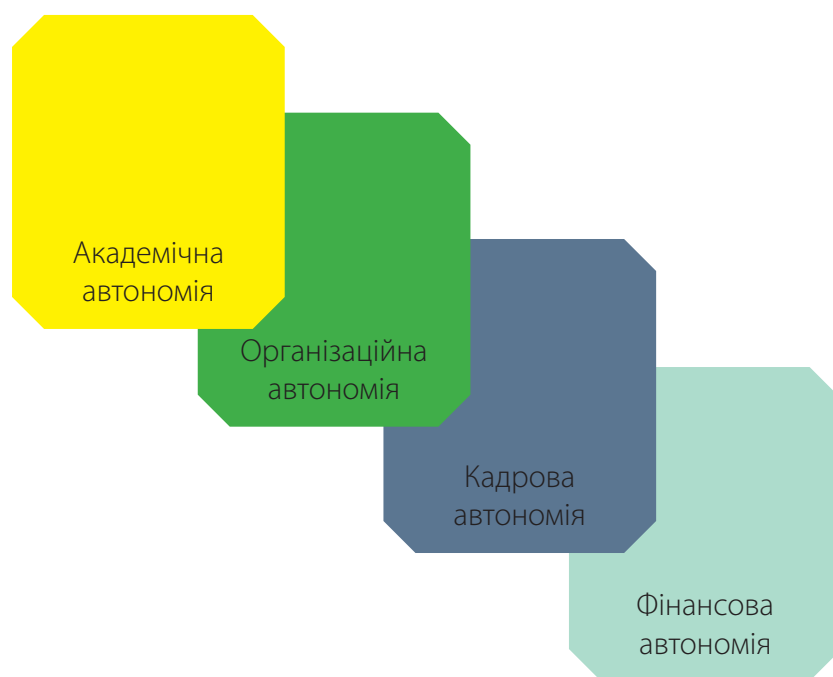 Академічна
автономія
Організаційна
автономія
Кадрова
автономія
Фінансова
автономія